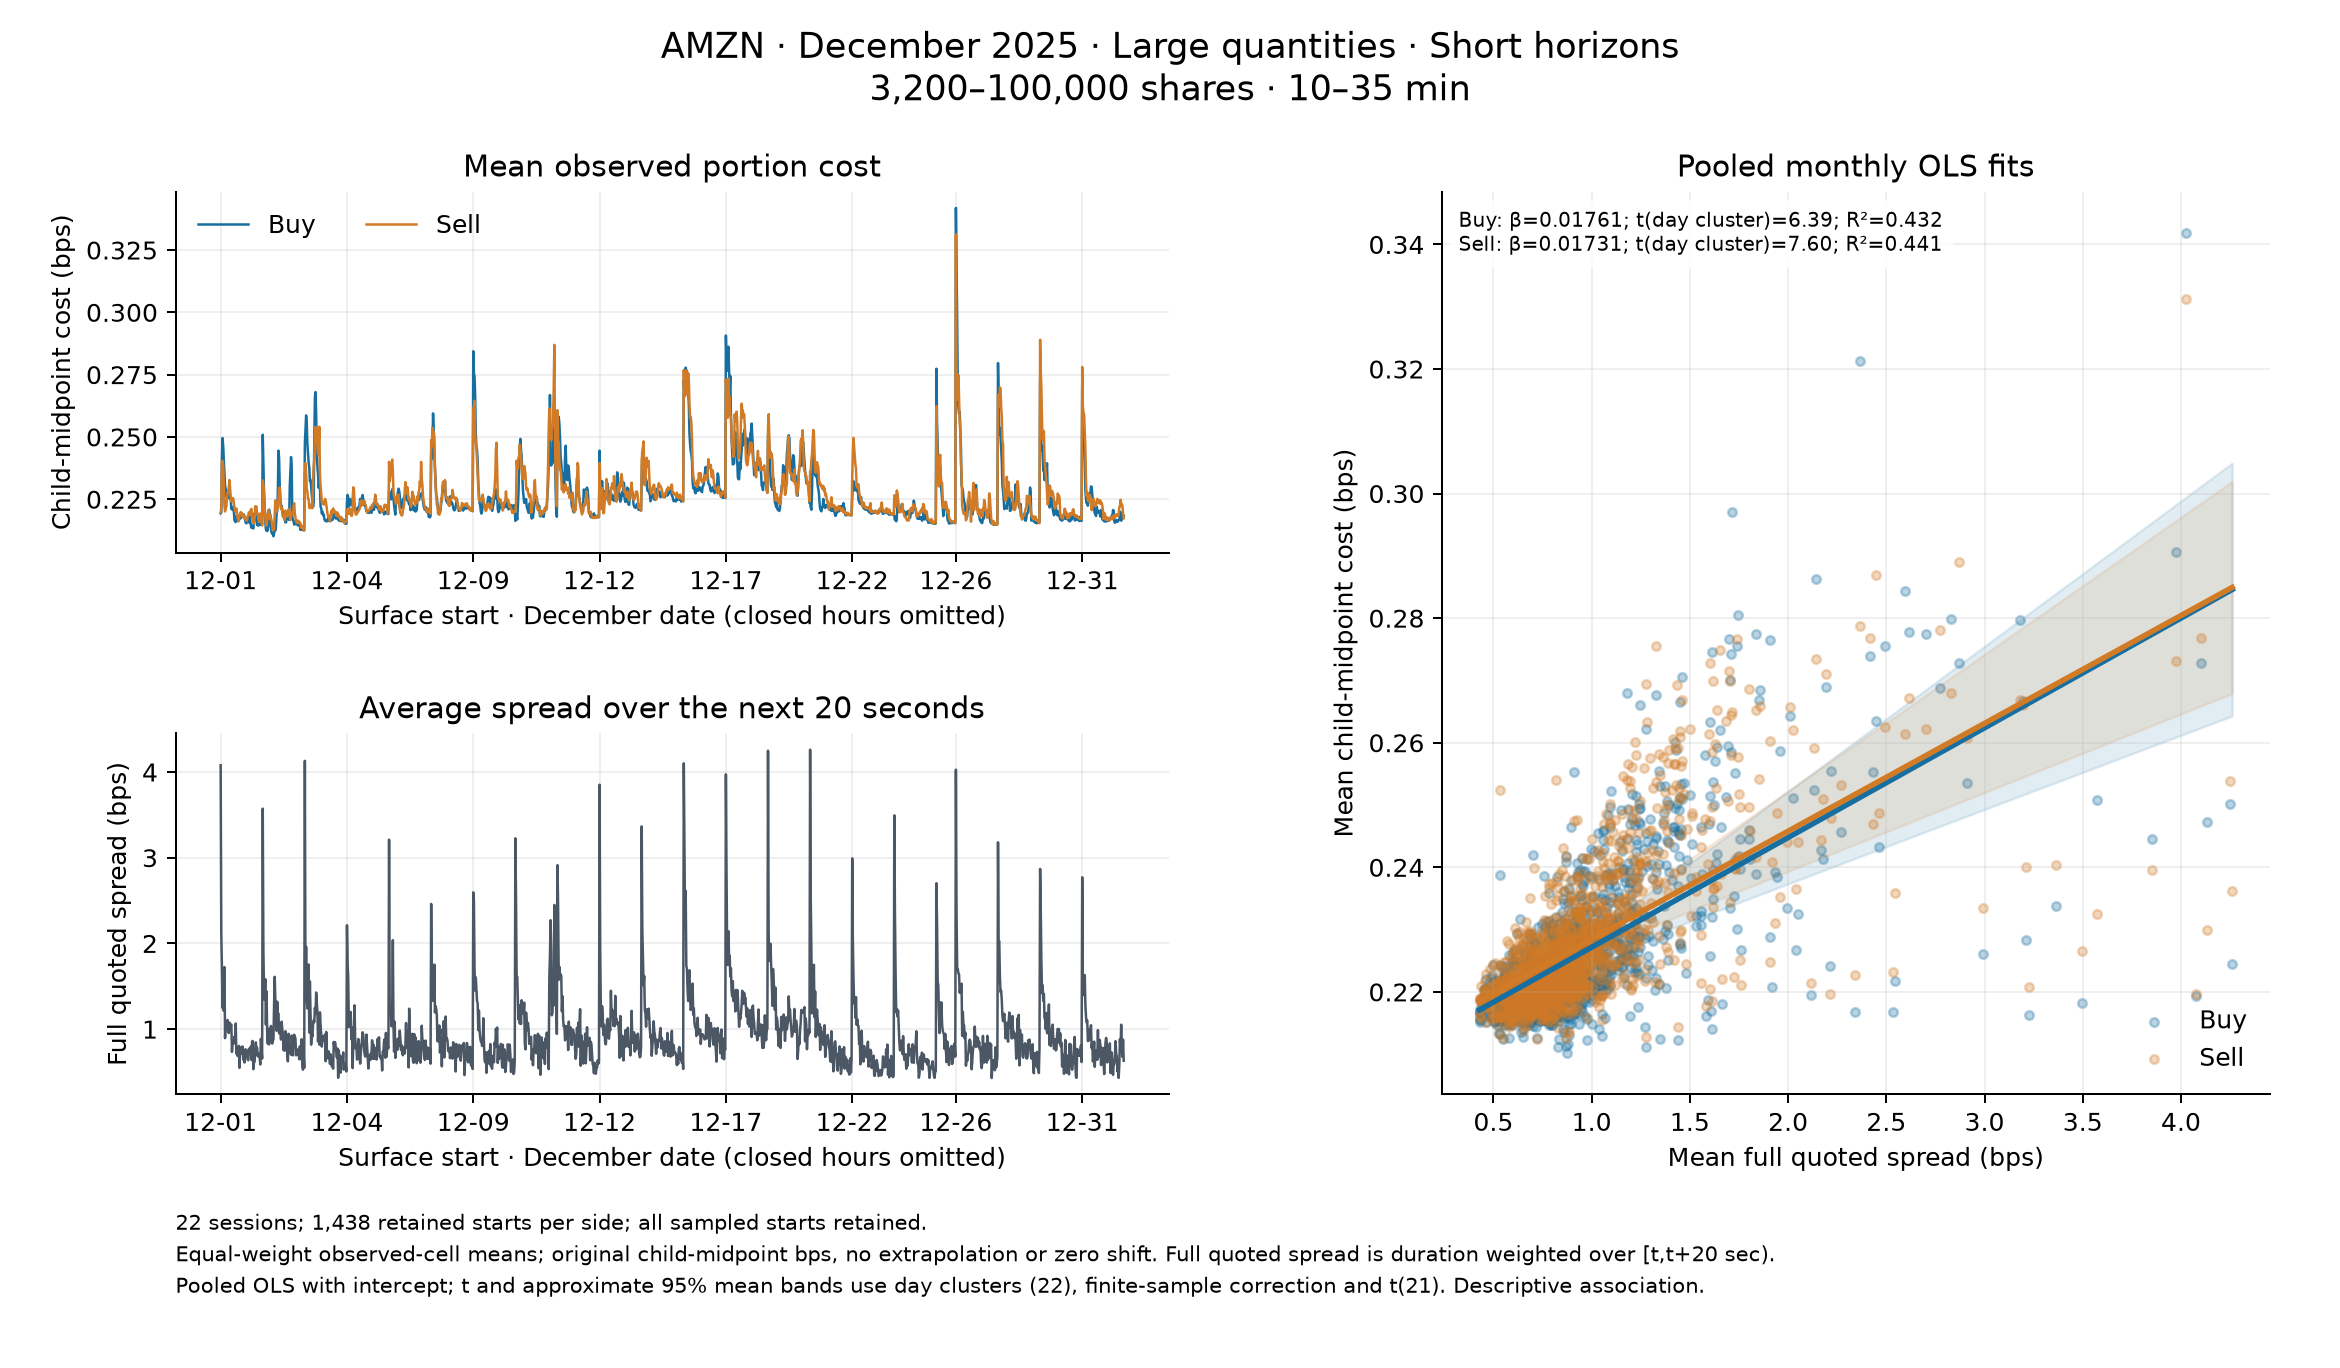 AMZN · December 2025 · Large quantities · Short horizons
3,200–100,000 shares · 10–35 min
Mean observed portion cost
Buy
Sell
Child-midpoint cost (bps)
0.325
0.300
0.275
0.250
0.225
12-01
12-04
12-09
12-12
12-17
12-22
12-26
12-31
Surface start · December date (closed hours omitted)
Average spread over the next 20 seconds
Full quoted spread (bps)
4
3
2
1
12-01
12-04
12-09
12-12
12-17
12-22
12-26
12-31
Surface start · December date (closed hours omitted)
Pooled monthly OLS fits
Buy: β=0.01761; t(day cluster)=6.39; R²=0.432
Sell: β=0.01731; t(day cluster)=7.60; R²=0.441
Mean child-midpoint cost (bps)
0.34
0.32
0.30
0.28
0.26
0.24
0.22
Buy
Sell
0.5
1.0
1.5
2.0
2.5
3.0
3.5
4.0
Mean full quoted spread (bps)
22 sessions; 1,438 retained starts per side; all sampled starts retained.
Equal-weight observed-cell means; original child-midpoint bps, no extrapolation or zero shift. Full quoted spread is duration weighted over [t,t+20 sec).
Pooled OLS with intercept; t and approximate 95% mean bands use day clusters (22), finite-sample correction and t(21). Descriptive association.